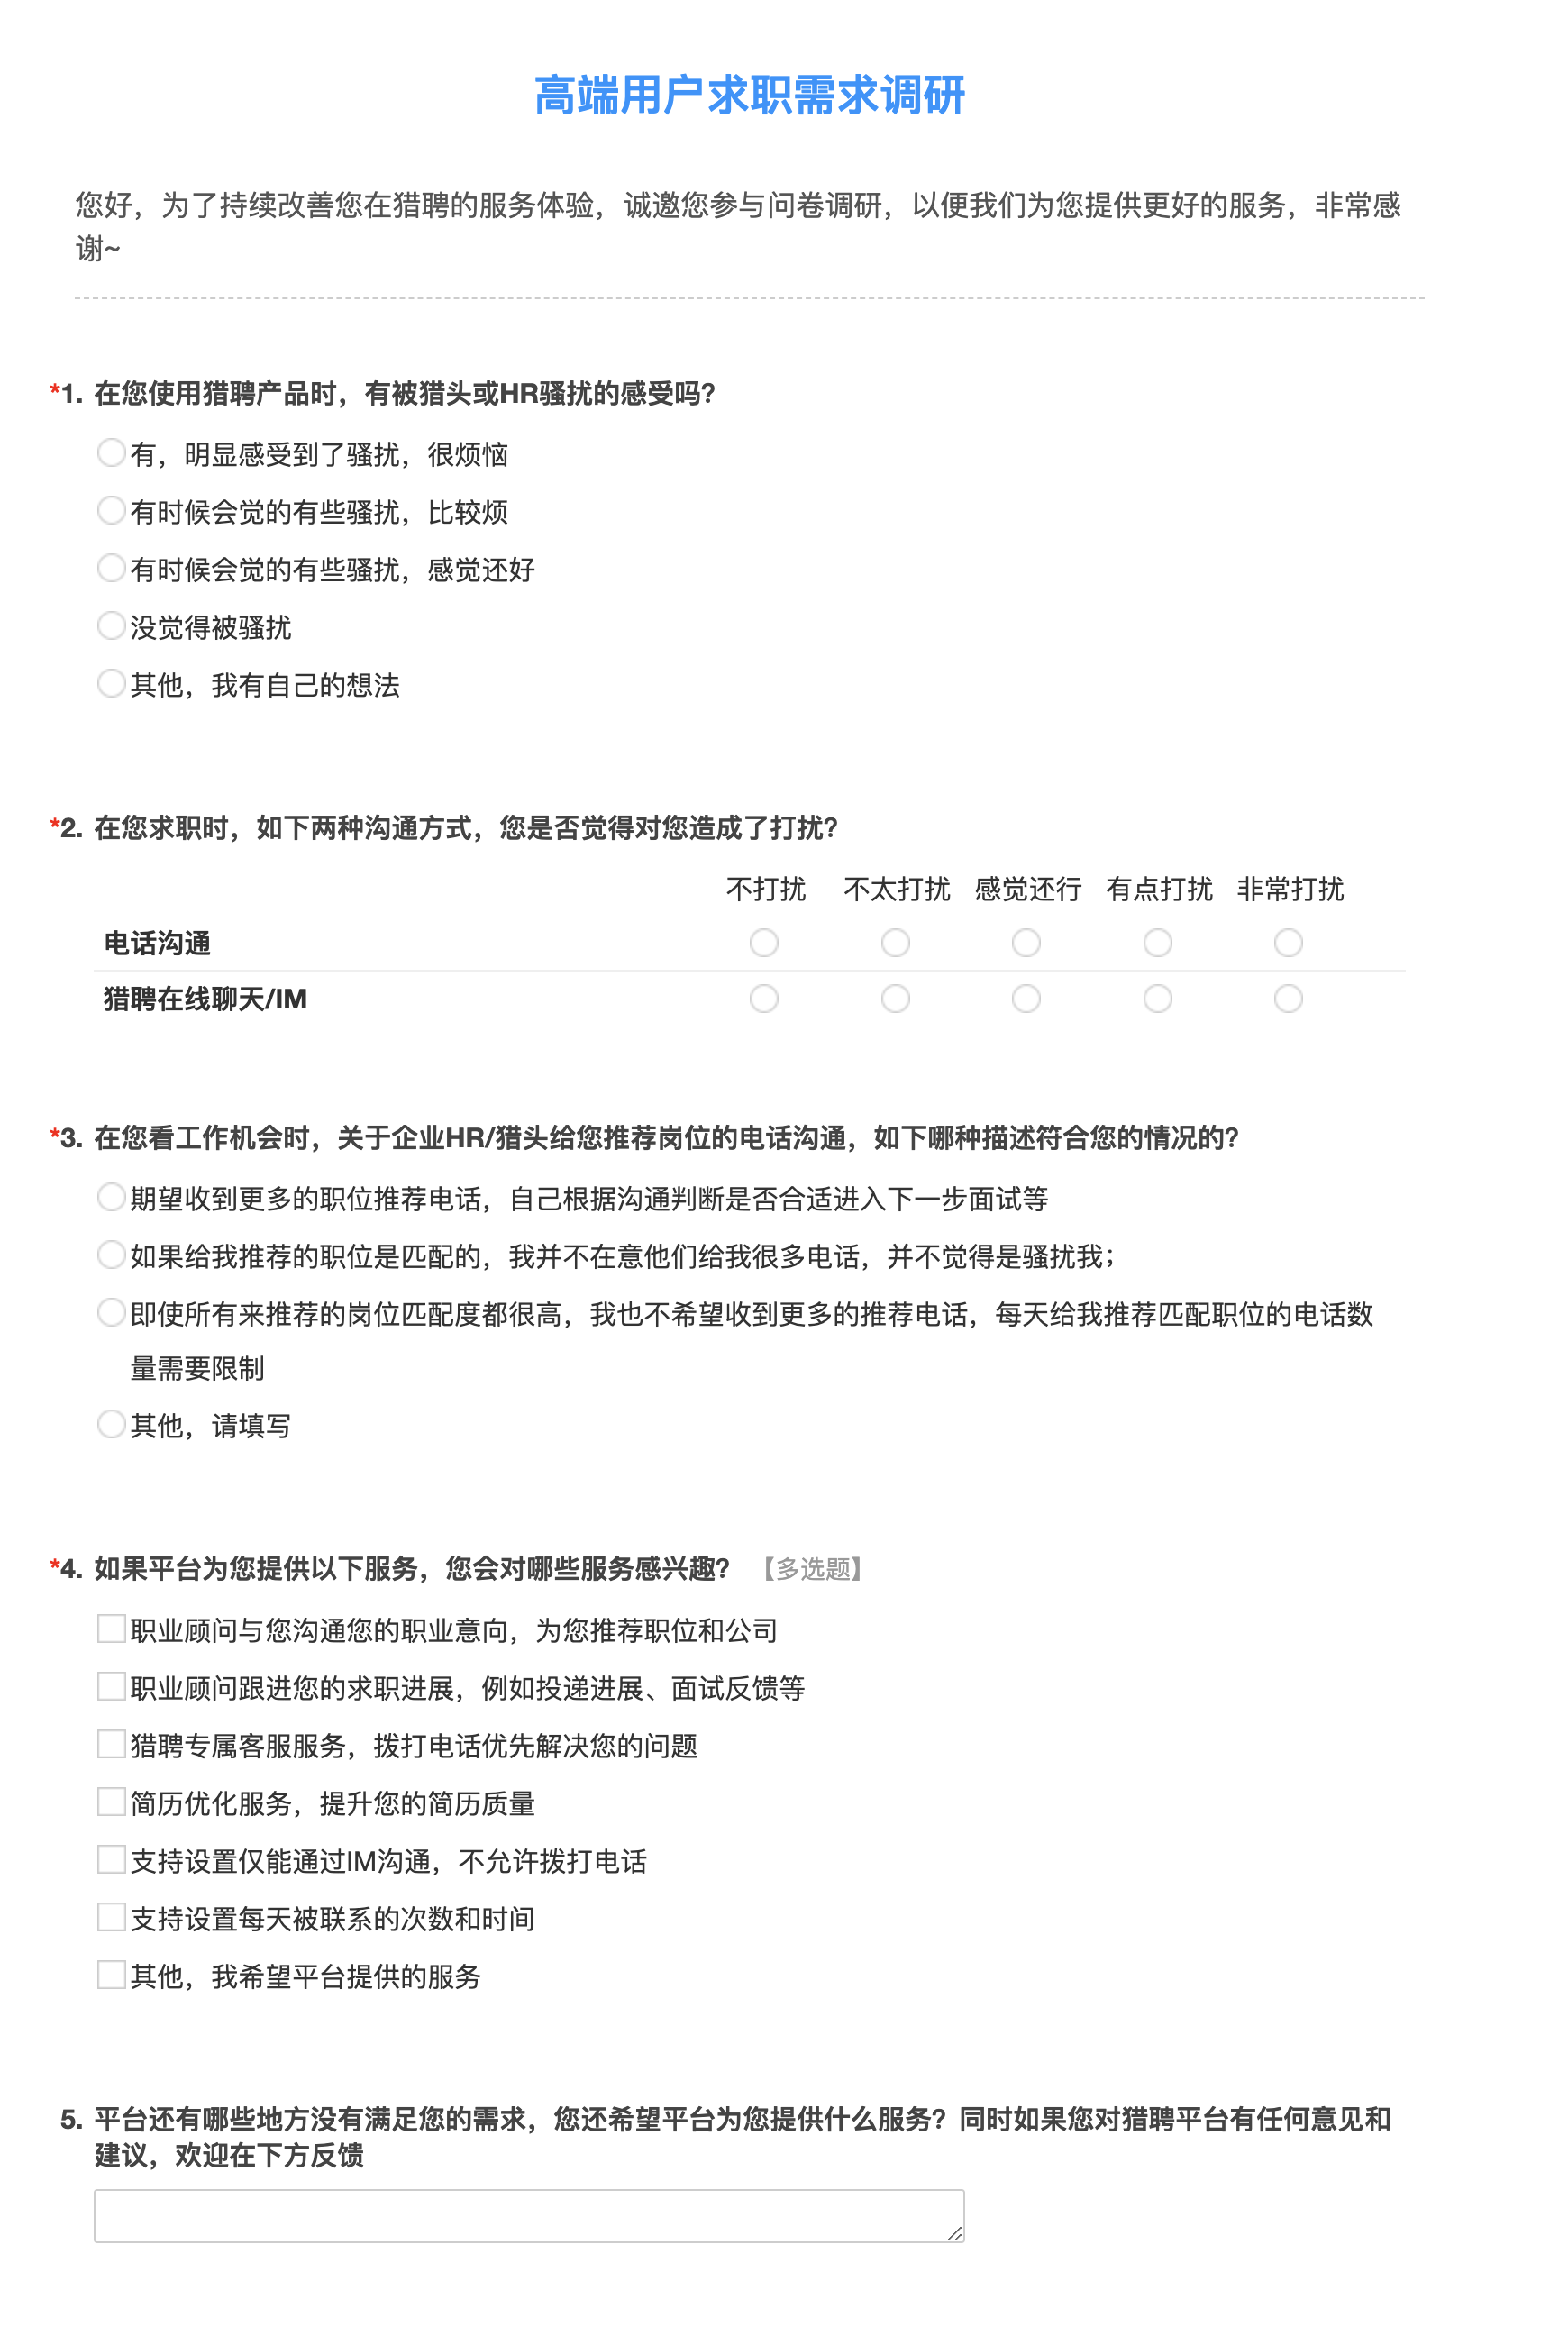 高端用户求职需求调研
您好，为了持续改善您在猎聘的服务体验，诚邀您参与问卷调研，以便我们为您提供更好的服务，非常感
谢~
*1. 在您使用猎聘产品时，有被猎头或HR骚扰的感受吗?
有，明显感受到了骚扰，很烦恼
有时候会觉的有些骚扰，比较烦
有时候会觉的有些骚扰，感觉还好
没觉得被骚扰
其他，我有自己的想法
*2. 在您求职时，如下两种沟通方式，您是否觉得对您造成了打扰?
不打扰 不太打扰 感觉还行 有点打扰 非常打扰
电话沟通
猎聘在线聊天/IM
*3. 在您看工作机会时，关于企业HR/猎头给您推荐岗位的电话沟通，如下哪种描述符合您的情况的?
期望收到更多的职位推荐电话，自己根据沟通判断是否合适进入下一步面试等
如果给我推荐的职位是匹配的，我并不在意他们给我很多电话，并不觉得是骚扰我；
即使所有来推荐的岗位匹配度都很高，我也不希望收到更多的推荐电话，每天给我推荐匹配职位的电话数
量需要限制
其他，请填写
*4. 如果平台为您提供以下服务，您会对哪些服务感兴趣? 【多选题】
职业顾问与您沟通您的职业意向，为您推荐职位和公司
职业顾问跟进您的求职进展，例如投递进展、面试反馈等
猎聘专属客服服务，拨打电话优先解决您的问题
简历优化服务，提升您的简历质量
支持设置仅能通过IM沟通，不允许拨打电话
支持设置每天被联系的次数和时间
其他，我希望平台提供的服务
5. 平台还有哪些地方没有满足您的需求，您还希望平台为您提供什么服务? 同时如果您对猎聘平台有任何意见和
建议，欢迎在下方反馈